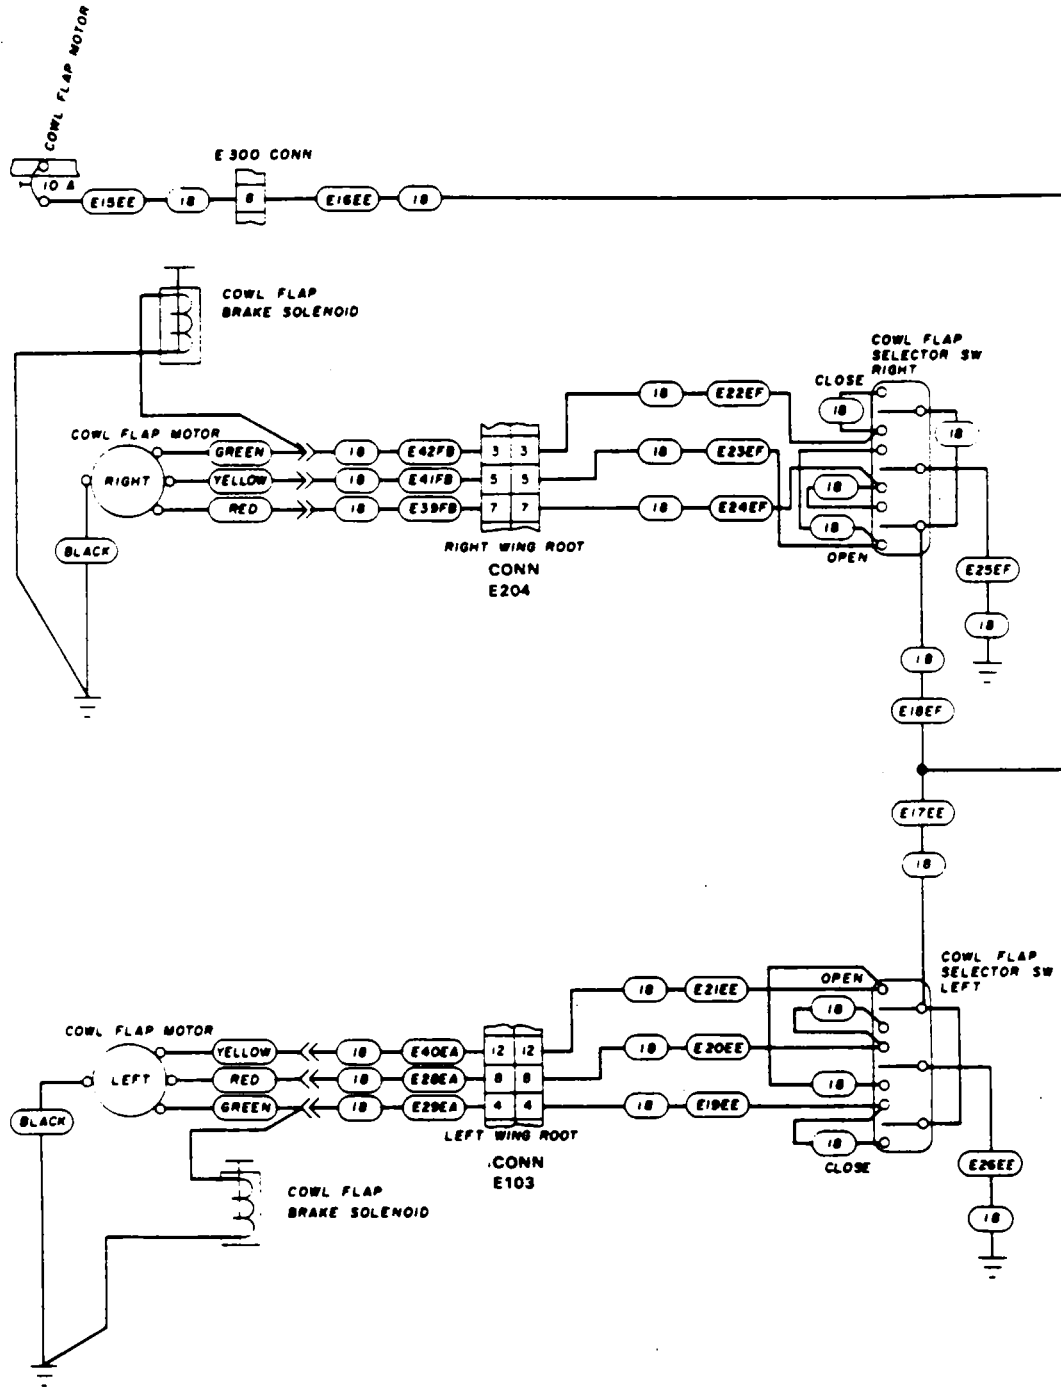 COWL FLAP MOTOR
10 A
E 300 CONN
E15EE
18
8
E16EE
18
COWL FLAP
BRAKE SOLENOID
COWL FLAP
SELECTOR SW
RIGHT
CLOSE
18
E22EF
18
18
COWL FLAP MOTOR
GREEN
18
E42FB
3
3
18
E23EF
RIGHT
YELLOW
18
E41FB
5
5
18
RED
18
E39FB
7
7
18
E24EF
18
BLACK
RIGHT WING ROOT
OPEN
CONN
E204
E25EF
18
18
E18EF
E17EE
18
COWL FLAP
SELECTOR SW
LEFT
OPEN
18
E21EE
18
COWL FLAP MOTOR
YELLOW
18
E40EA
12
12
18
E20EE
LEFT
RED
18
E28EA
8
8
18
GREEN
18
E29EA
4
4
18
E19EE
BLACK
LEFT WING ROOT
18
CLOSE
CONN
E103
E26EE
18
COWL FLAP
BRAKE SOLENOID